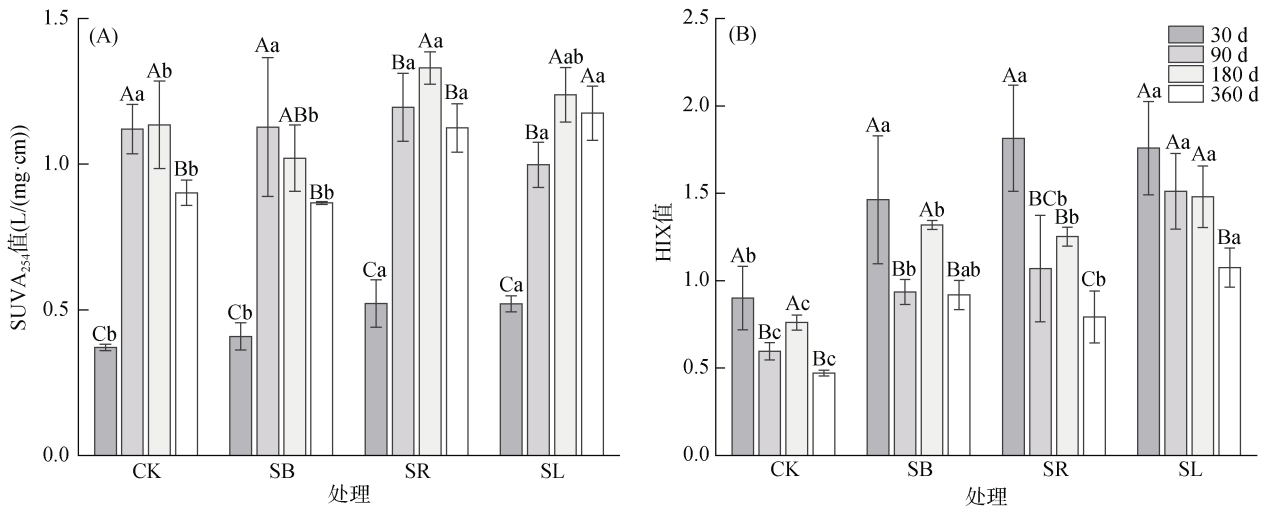 (A)
SUVA254值(L/(mg·cm))
1.5
1.0
0.5
0.0
Cb Aa Ab Bb
Cb Aa ABb Bb
Ca Ba Aa Ba
Ca Ba Aab Aa
CK SB SR SL
处理
(B)
HIX值
2.5
2.0
1.5
1.0
0.5
0.0
30 d
90 d
180 d
360 d
Ab Bc Ac Bc
Aa Bb Ab Bab
Aa BCb Bb Cb
Aa Aa Aa Ba
CK SB SR SL
处理